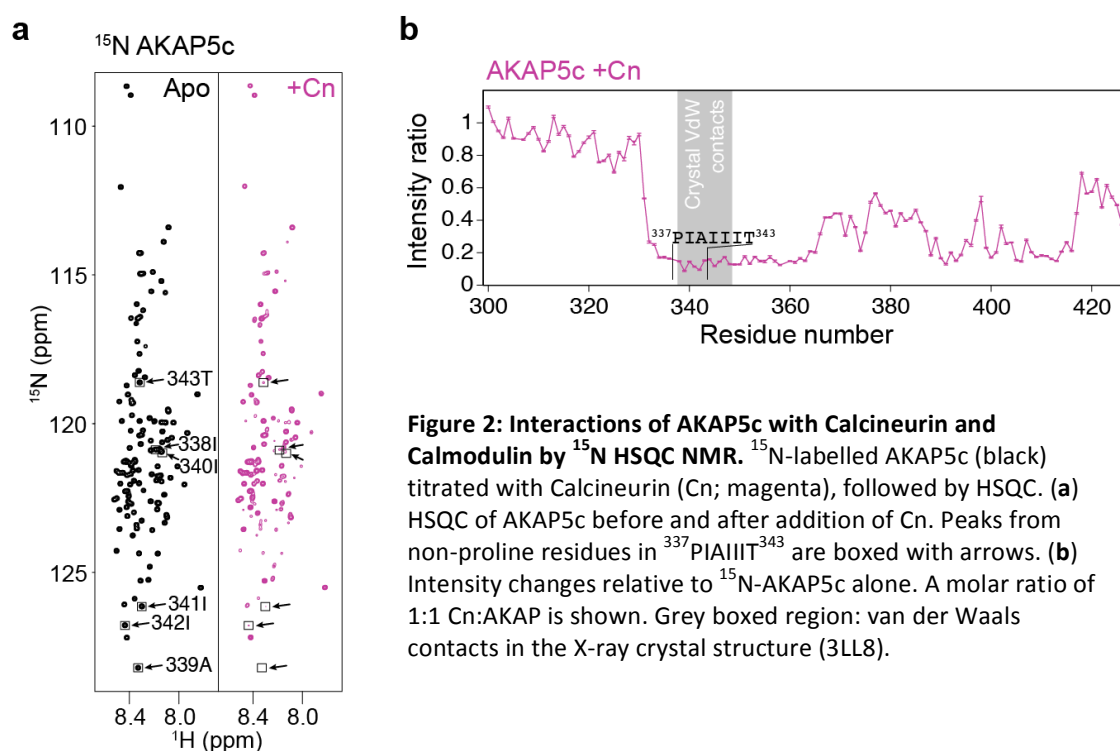 a
¹⁵N AKAP5c
Apo
+Cn
110
115
120
125
¹⁵N (ppm)
343T
338I
340I
341I
342I
339A
8.4 8.0 8.4 8.0
¹H (ppm)
b
AKAP5c +Cn
Intensity ratio
1
0.8
0.6
0.4
0.2
0
Crystal VdW
contacts
³³⁷PIAIIIT³⁴³
300 320 340 360 380 400 420
Residue number
Figure 2: Interactions of AKAP5c with Calcineurin and
Calmodulin by ¹⁵N HSQC NMR. ¹⁵N-labelled AKAP5c (black)
titrated with Calcineurin (Cn; magenta), followed by HSQC. (a)
HSQC of AKAP5c before and after addition of Cn. Peaks from
non-proline residues in ³³⁷PIAIIIT³⁴³ are boxed with arrows. (b)
Intensity changes relative to ¹⁵N-AKAP5c alone. A molar ratio of
1:1 Cn:AKAP is shown. Grey boxed region: van der Waals
contacts in the X-ray crystal structure (3LL8).